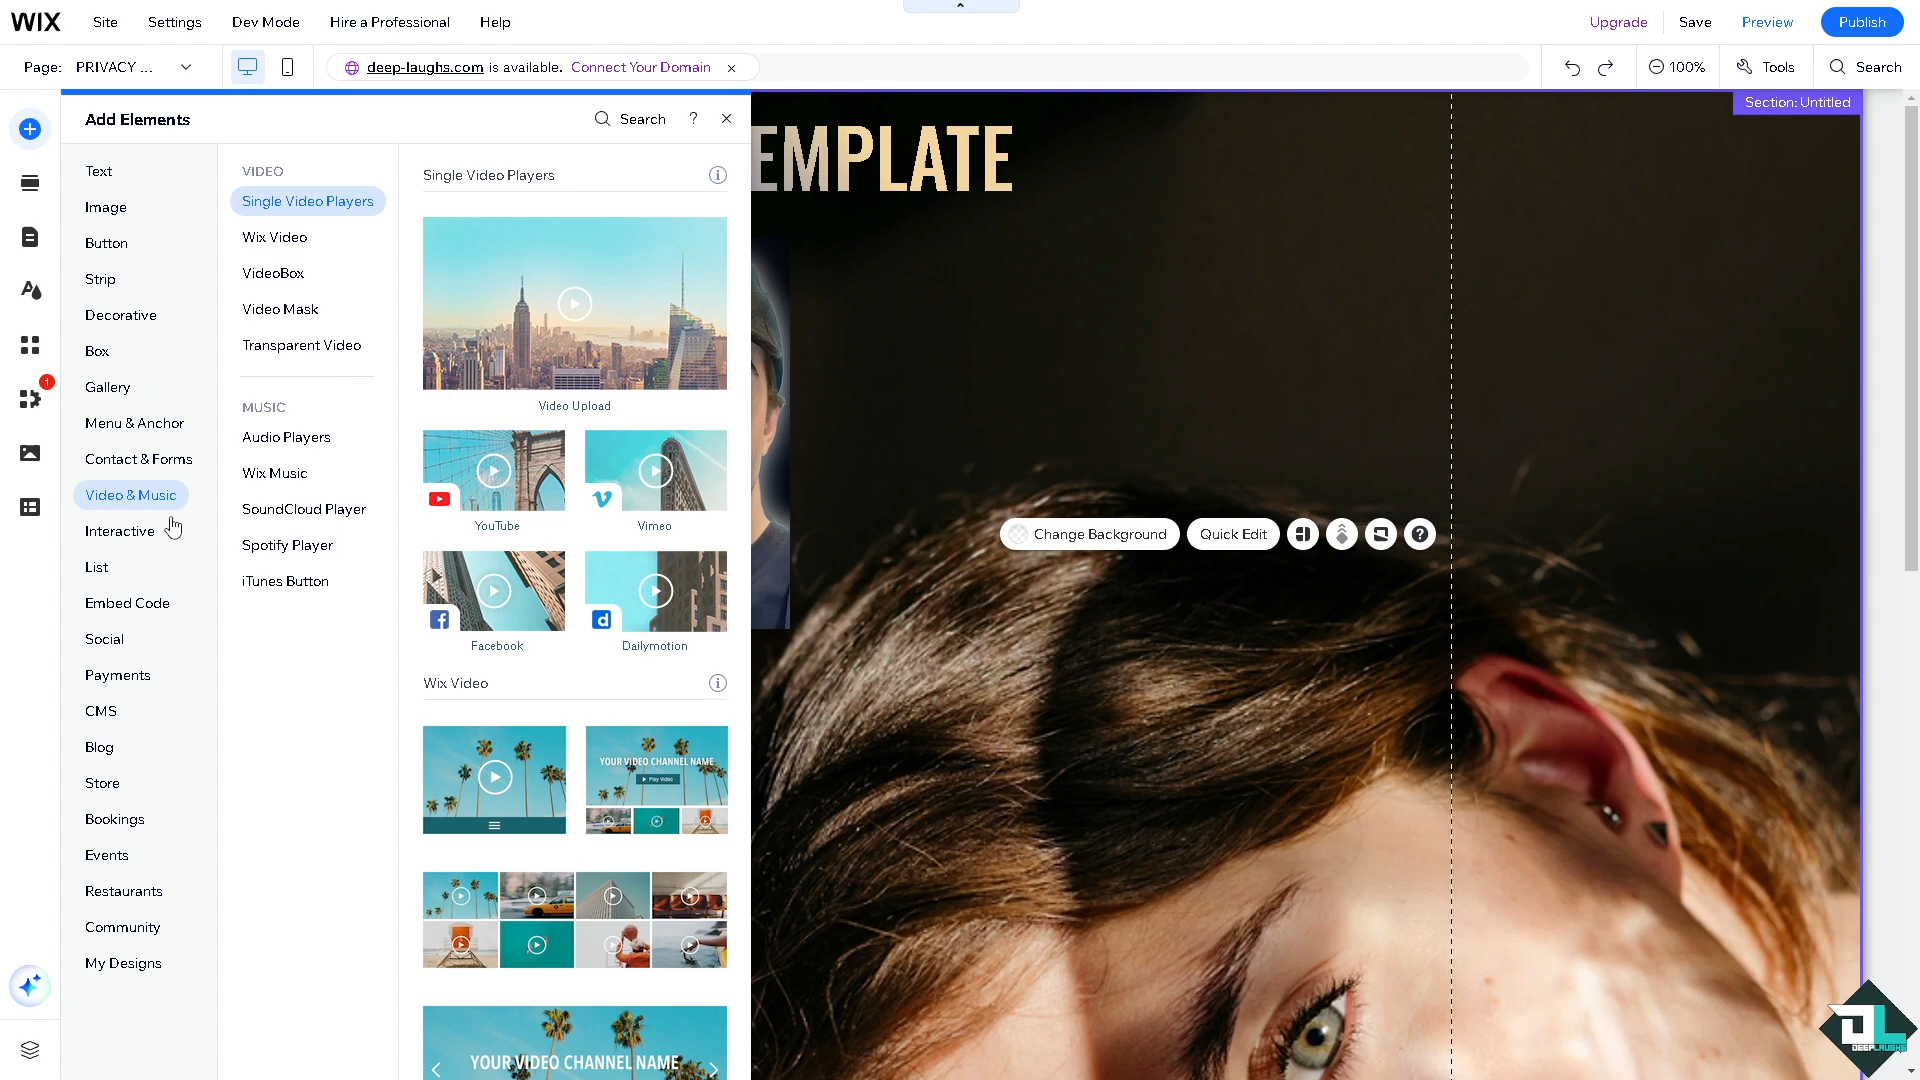 WIX Site Settings Dev Mode Hire a Professional Help Upgrade Save Preview Publish
Page: PRIVACY ... deep-laughs.com is available. Connect Your Domain 100% Tools Search
Add Elements Search ?
Section: Untitled
TEMPLATE
Text
Image
Button
Strip
Decorative
Box
Gallery
Menu & Anchor
Contact & Forms
Video & Music
Interactive
List
Embed Code
Social
Payments
CMS
Blog
Store
Bookings
Events
Restaurants
Community
My Designs
1
VIDEO
Single Video Players
Wix Video
VideoBox
Video Mask
Transparent Video
MUSIC
Audio Players
Wix Music
SoundCloud Player
Spotify Player
iTunes Button
Single Video Players
Video Upload
YouTube
Vimeo
Facebook
Dailymotion
Wix Video
YOUR VIDEO CHANNEL NAME
Play Video
YOUR VIDEO CHANNEL NAME
Change Background Quick Edit ?
DL
DEEPLAUGHS